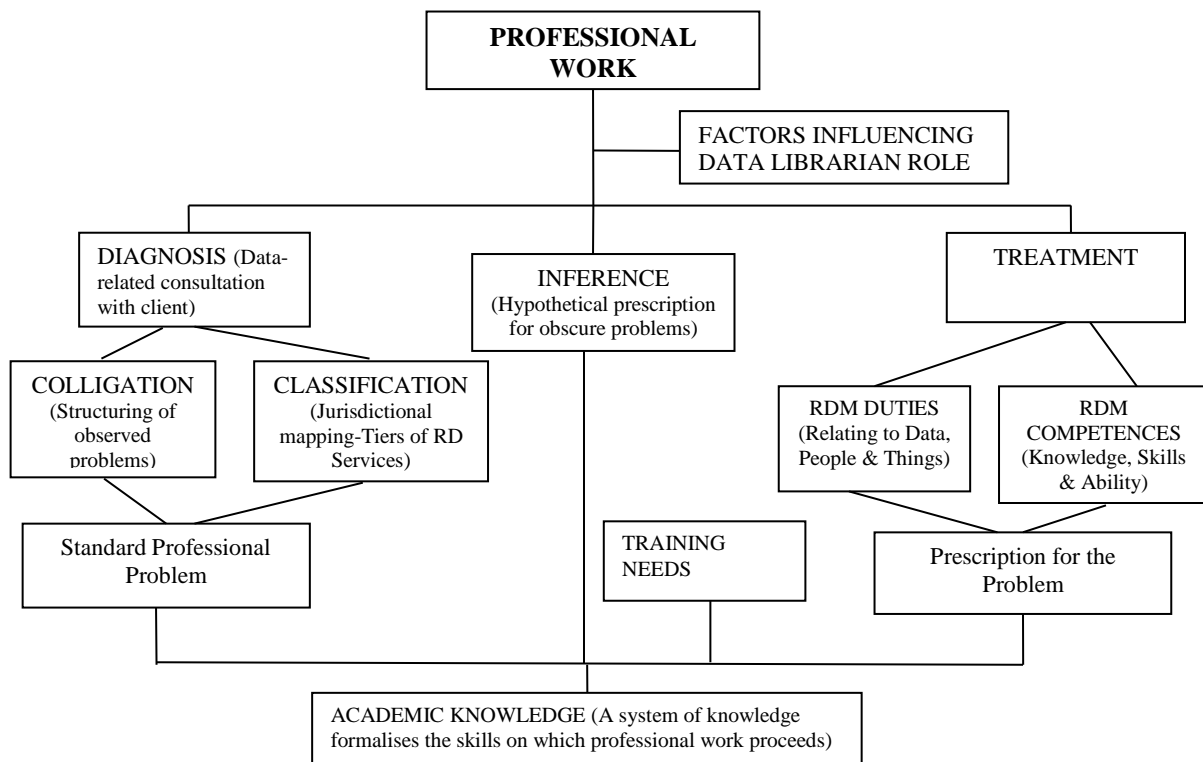 PROFESSIONAL
WORK
FACTORS INFLUENCING
DATA LIBRARIAN ROLE
DIAGNOSIS (Data-
related consultation
with client)
INFERENCE
(Hypothetical prescription
for obscure problems)
TREATMENT
COLLIGATION
(Structuring of
observed
problems)
CLASSIFICATION
(Jurisdictional
mapping-Tiers of RD
Services)
RDM DUTIES
(Relating to Data,
People & Things)
RDM
COMPETENCES
(Knowledge, Skills
& Ability)
Standard Professional
Problem
TRAINING
NEEDS
Prescription for the
Problem
ACADEMIC KNOWLEDGE (A system of knowledge
formalises the skills on which professional work proceeds)